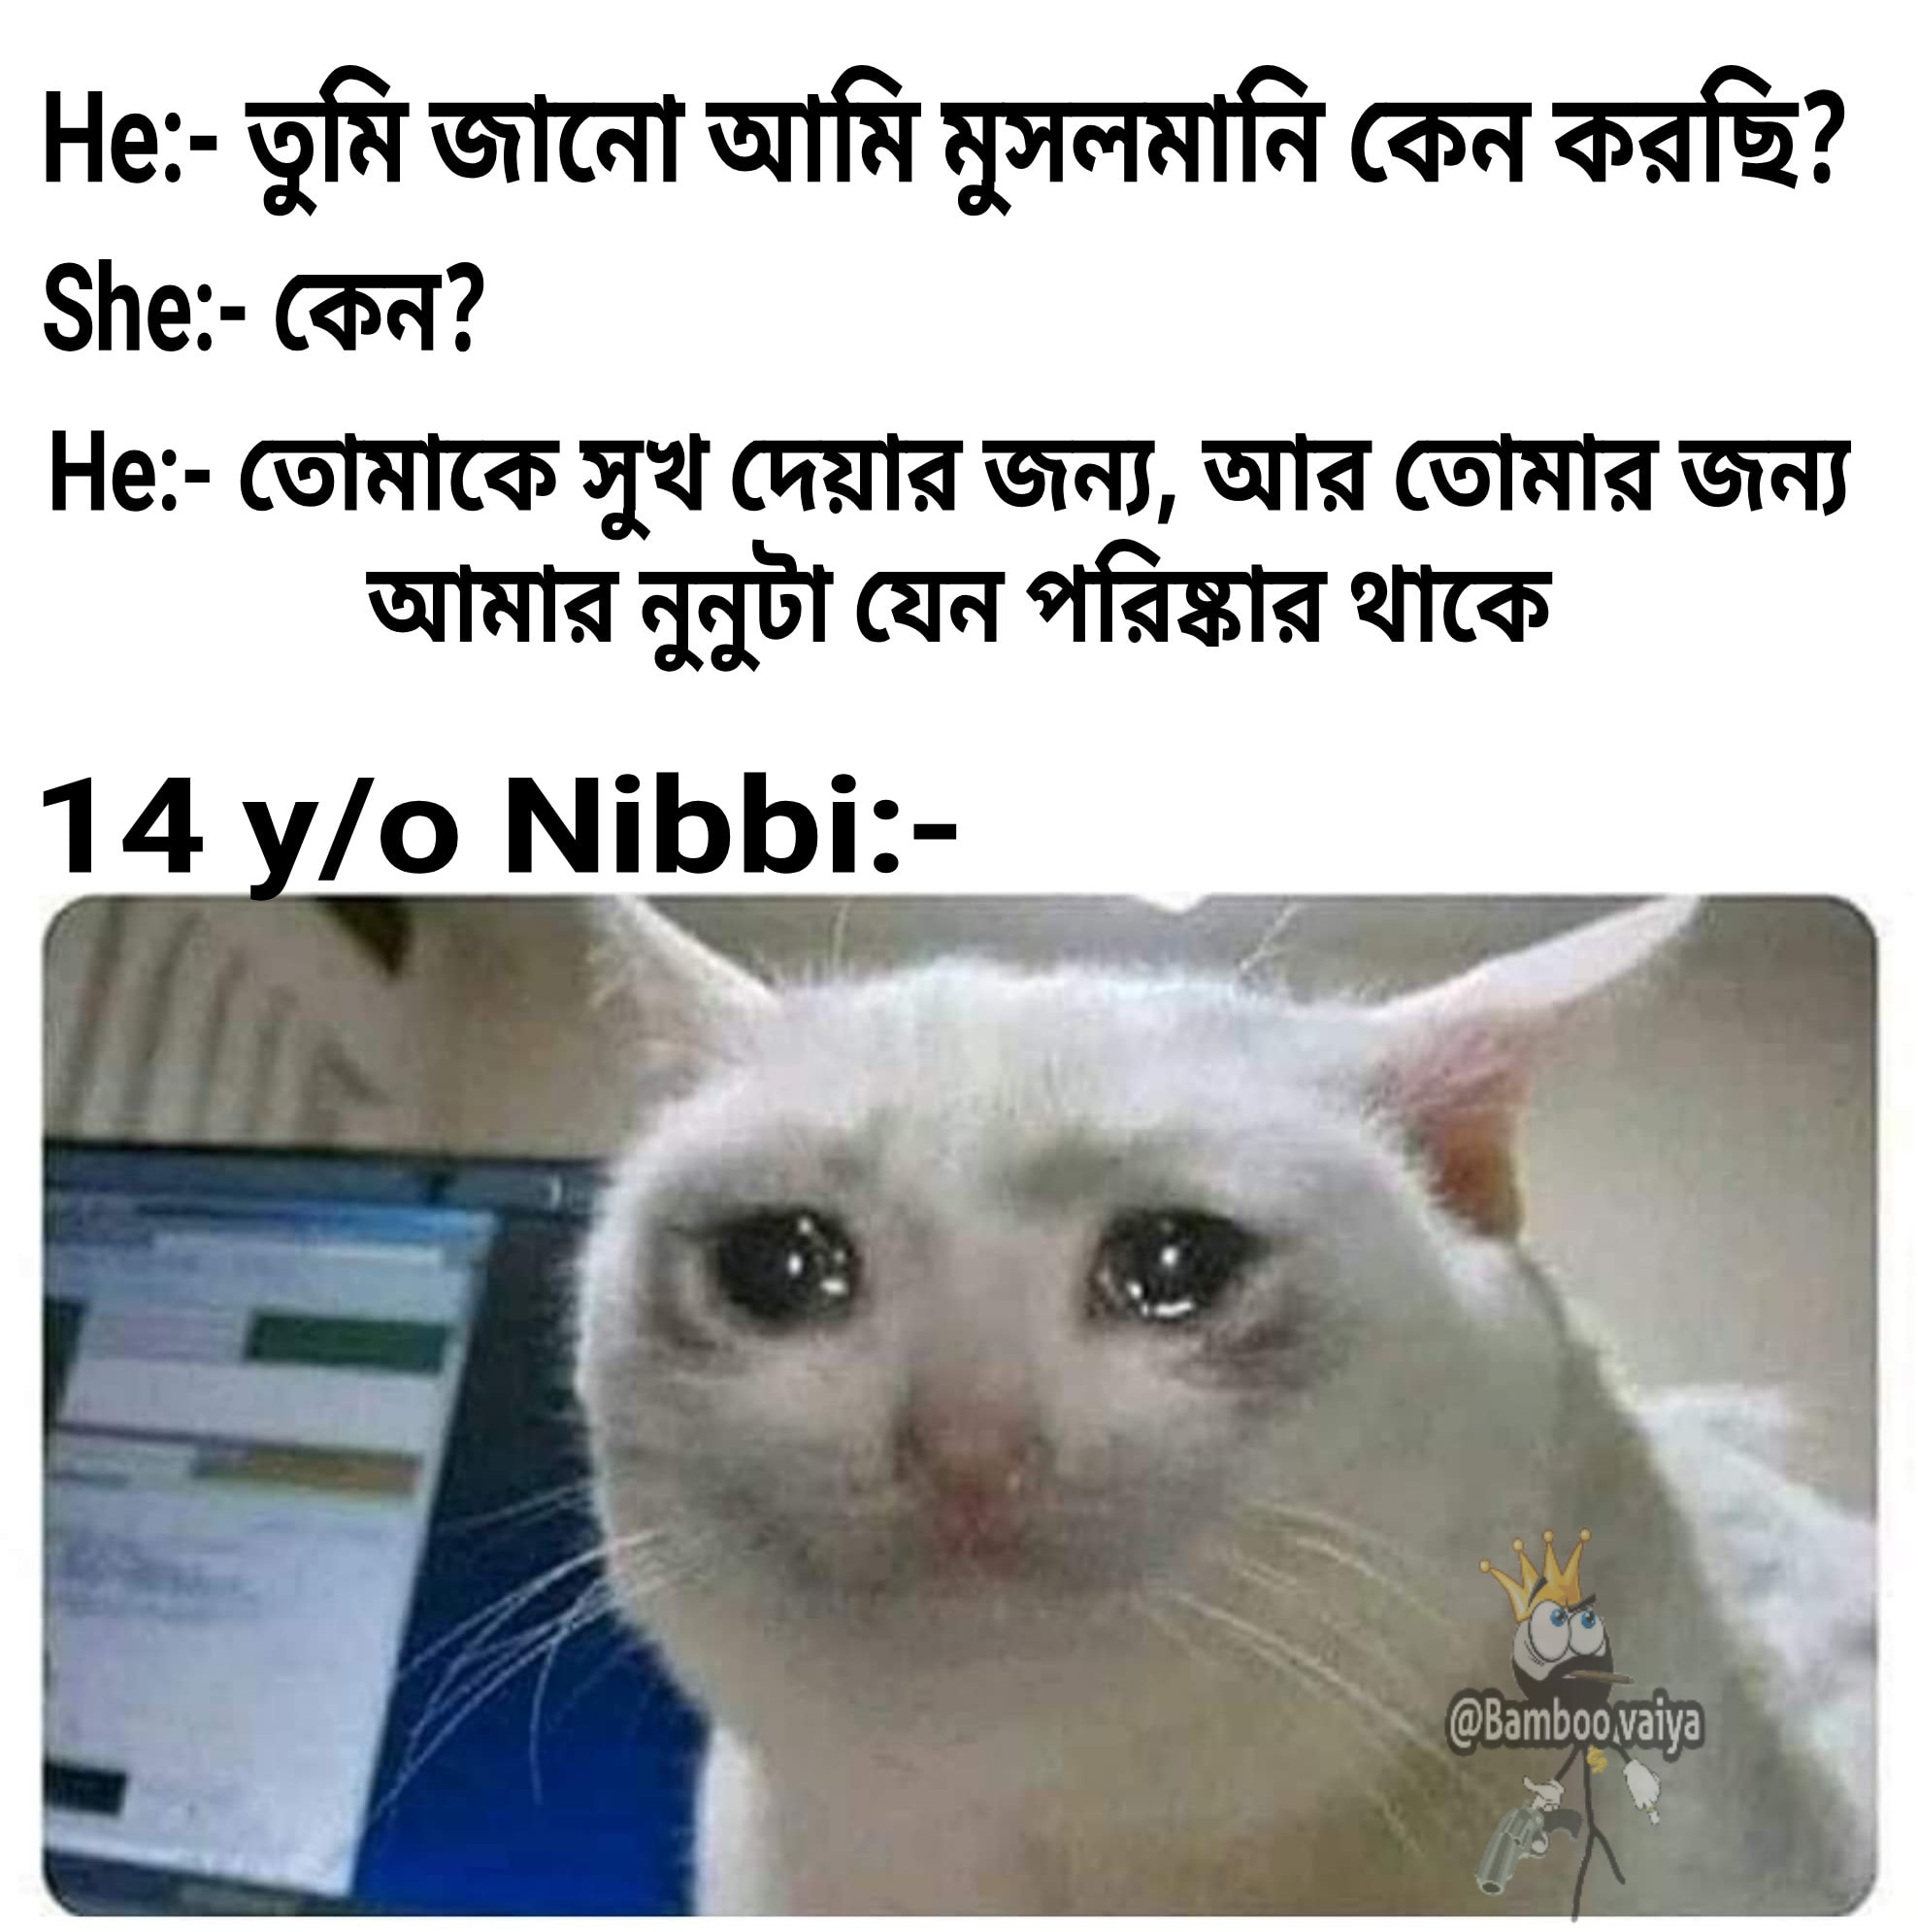 He:- তুমি জানো আমি মুসলমানি কেন করছি?
She:- কেন?
He:- তোমাকে সুখ দেয়ার জন্য, আর তোমার জন্য
আমার নুনুটা যেন পরিষ্কার থাকে
14 y/o Nibbi:-
@Bamboo vaiya